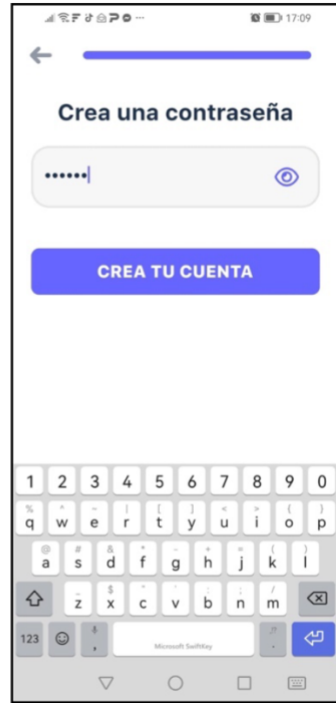 17:09
Crea una contraseña
••••••
CREA TU CUENTA
1 2 3 4 5 6 7 8 9 0
% ^ ~ | [ ] < > { }
q w e r t y u i o p
@ # & * - + = ( )
a s d f g h j k l
$ " ' : ; /
z x c v b n m
123 , Microsoft SwiftKey .